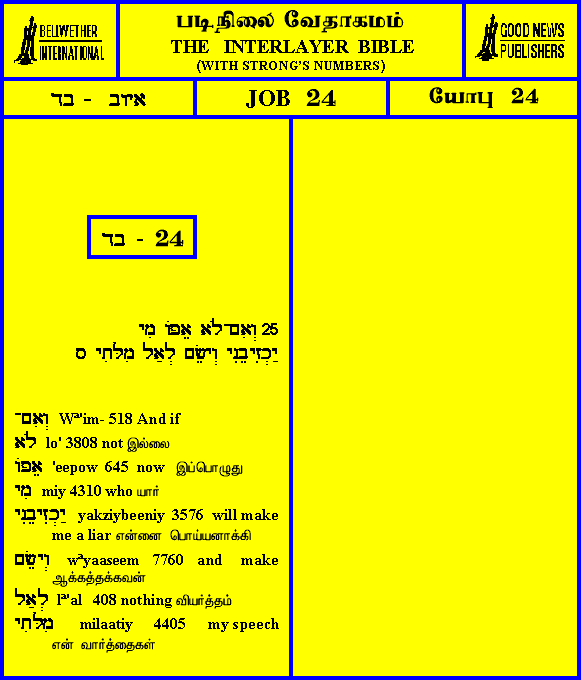 BELLWETHER INTERNATIONAL
படிநிலை வேதாகமம்
THE INTERLAYER BIBLE
(WITH STRONG'S NUMBERS)
GOOD NEWS PUBLISHERS
איוב - כד
JOB 24
யோபு 24
כד - 24
25 וְאִם־לֹא אֵפוֹ מִי
יַכְזִיבֵנִי וְיָשֵׂם לְאַל מִלָּתִי ס
וְאִם־ Wªʼim- 518 And if
לֹא lo' 3808 not இல்லை
אֵפוֹ 'eepow 645 now இப்பொழுது
מִי miy 4310 who யார்
יַכְזִיבֵנִי yakziybeeniy 3576 will make
me a liar என்னை பொய்யனாக்கி
וְיָשֵׂם wªyaaseem 7760 and make
ஆக்கத்தக்கவன்
לְאַל lªʼal 408 nothing வியர்த்தம்
מִלָּתִי milaatiy 4405 my speech
என் வார்த்தைகள்